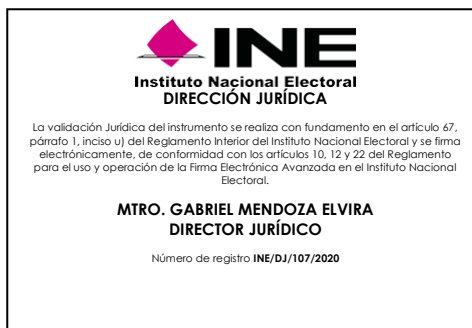 INE
Instituto Nacional Electoral
DIRECCIÓN JURÍDICA
La validación Jurídica del instrumento se realiza con fundamento en el artículo 67,
párrafo 1, inciso u) del Reglamento Interior del Instituto Nacional Electoral y se firma
electrónicamente, de conformidad con los artículos 10, 12 y 22 del Reglamento
para el uso y operación de la Firma Electrónica Avanzada en el Instituto Nacional
Electoral.
MTRO. GABRIEL MENDOZA ELVIRA
DIRECTOR JURÍDICO
Número de registro INE/DJ/107/2020